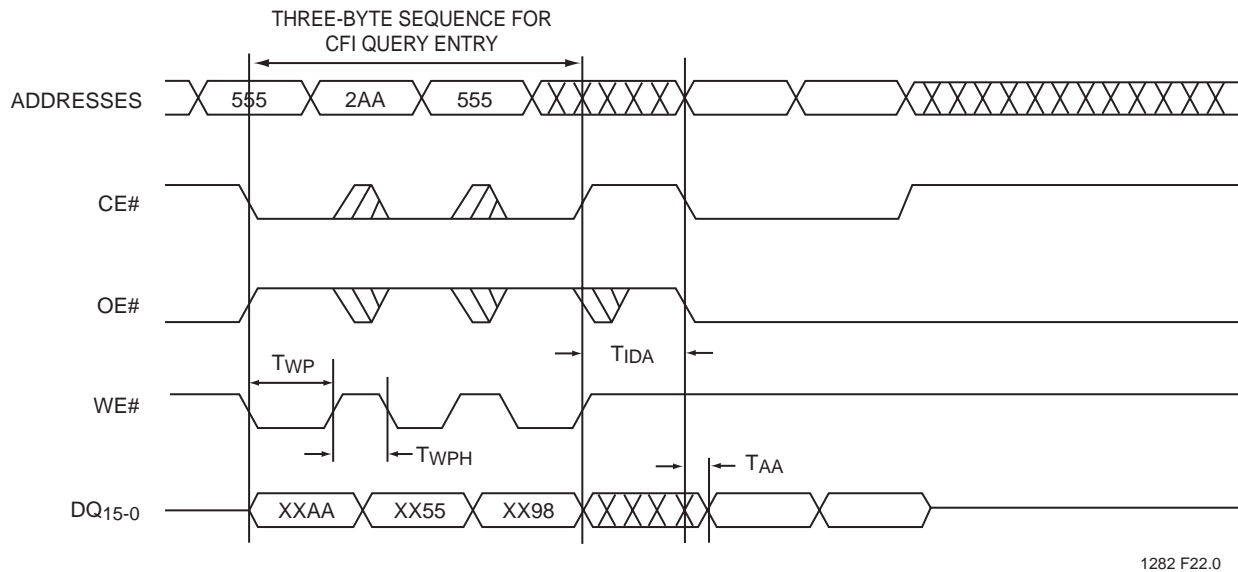 THREE-BYTE SEQUENCE FOR
CFI QUERY ENTRY
ADDRESSES 555 2AA 555
CE#
OE#
TIDA
TWP
WE#
TWPH
TAA
DQ15-0 XXAA XX55 XX98
1282 F22.0